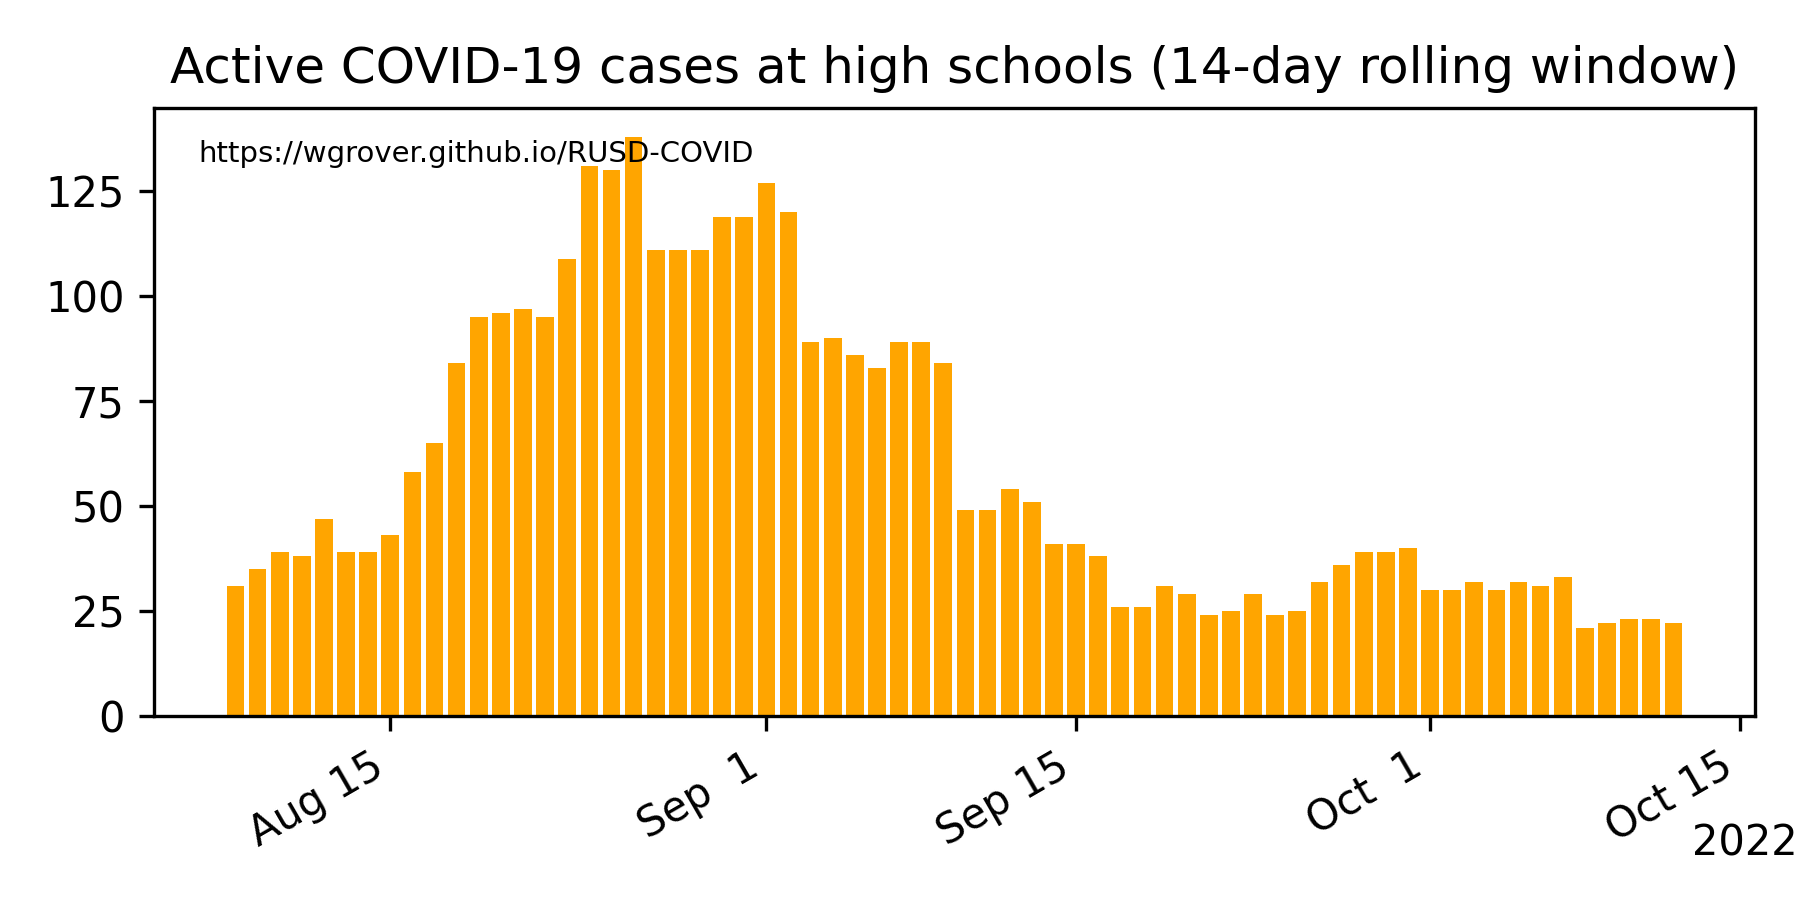 Active COVID-19 cases at high schools (14-day rolling window)
https://wgrover.github.io/RUSD-COVID
125
100
75
50
25
0
Aug 15
Sep 1
Sep 15
Oct 1
Oct 15
2022